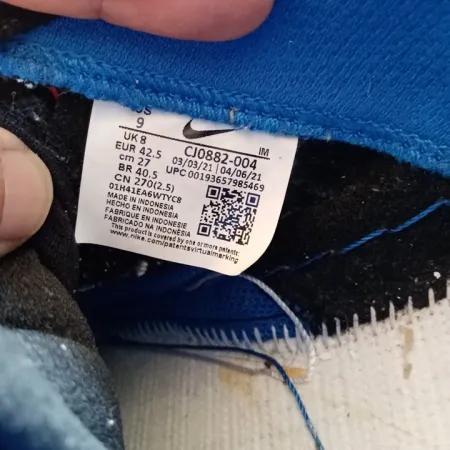 US
9
UK 8
EUR 42.5
cm 27
BR 40.5
CN 270(2.5)
CJ0882-004
IM
03/03/21 | 04/06/21
UPC 00193657985469
01H41EA6WTYC8
MADE IN INDONESIA
HECHO EN INDONESIA
FABRIQUE EN INDONESIE
FABRICADO NA INDONESIA
This product is covered by one or more patents:
www.nike.com/patentsvirtualmarking